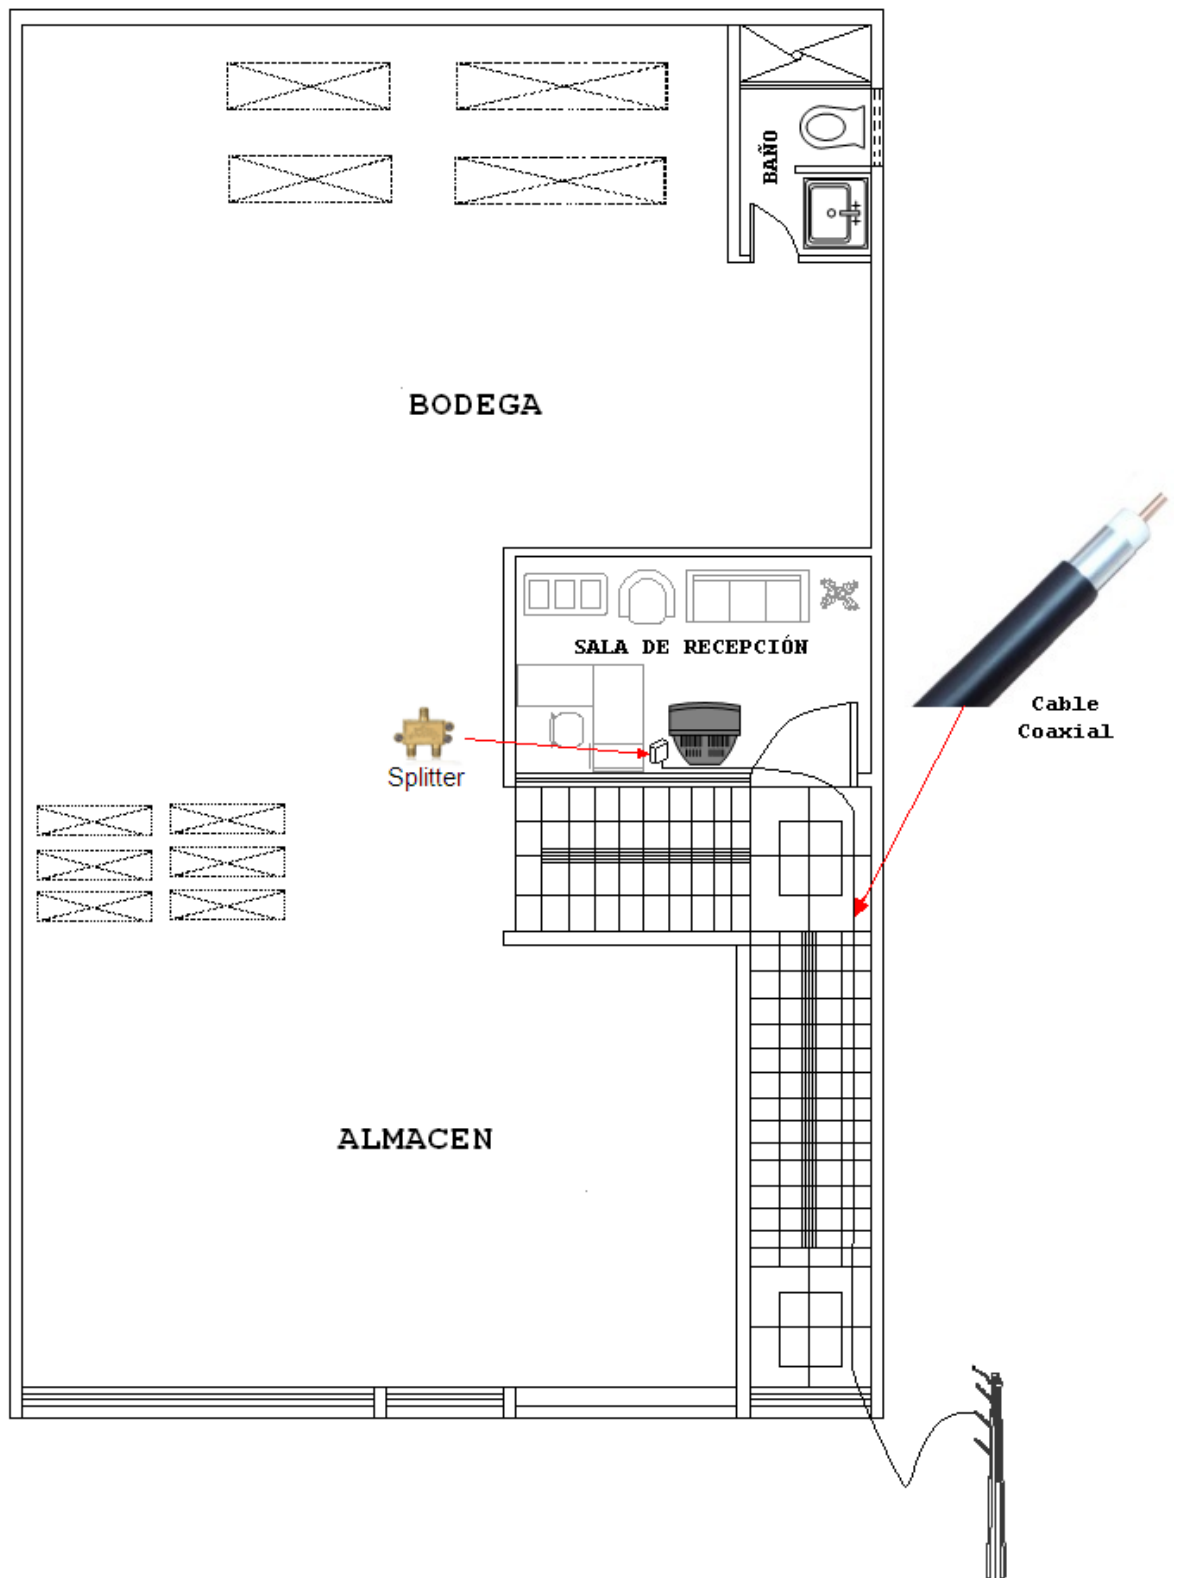 BAÑO
BODEGA
SALA DE RECEPCIÓN
Cable
Coaxial
Splitter
ALMACEN